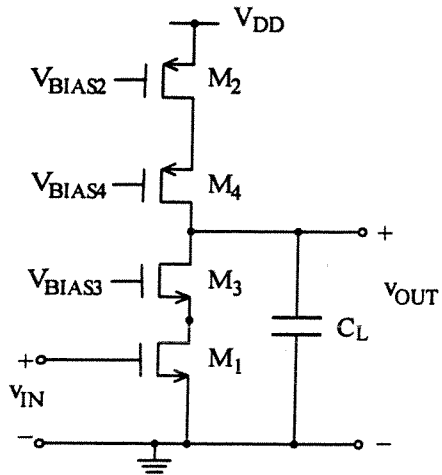 V_DD
V_BIAS2
M_2
V_BIAS4
M_4
+
V_BIAS3
M_3
v_OUT
C_L
+
M_1
v_IN
−
−